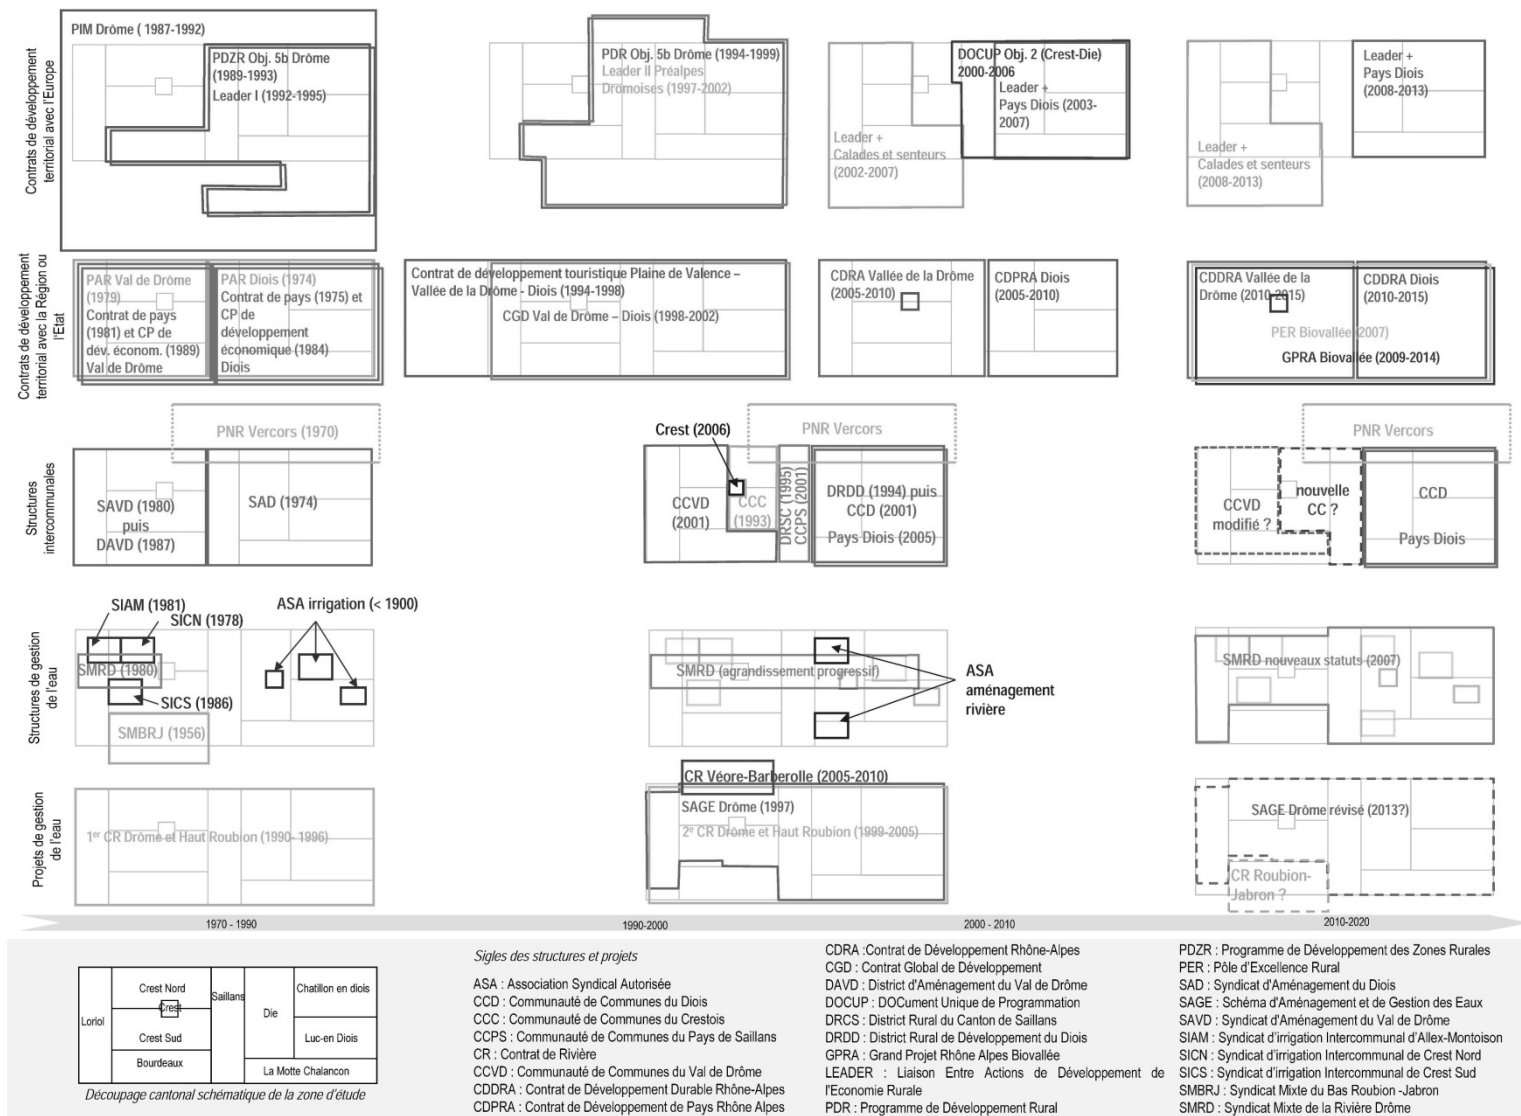 Contrats de développement
territorial avec l'Europe
PIM Drôme ( 1987-1992)
PDZR Obj. 5b Drôme
(1989-1993)
Leader I (1992-1995)
PDR Obj. 5b Drôme (1994-1999)
Leader II Préalpes
Dromoises (1997-2002)
DOCUP Obj. 2 (Crest-Die)
2000-2006
Leader +
Pays Diois (2003-
2007)
Leader +
Calades et senteurs
(2002-2007)
Leader +
Pays Diois
(2008-2013)
Leader +
Calades et senteurs
(2008-2013)
Contrats de développement
territorial avec la Région ou
l'Etat
PAR Val de Drôme
(1979)
Contrat de pays
(1981) et CP de
dév. économ. (1989)
Val de Drôme
PAR Diois (1974)
Contrat de pays (1975) et
CP de
développement
économique (1984)
Diois
Contrat de développement touristique Plaine de Valence –
Vallée de la Drôme - Diois (1994-1998)
CGD Val de Drôme – Diois (1998-2002)
CDRA Vallée de la Drôme
(2005-2010)
CDPRA Diois
(2005-2010)
CDDRA Vallée de la
Drôme (2010-2015)
CDDRA Diois
(2010-2015)
PER Biovallée (2007)
GPRA Biovallée (2009-2014)
Structures
intercommunales
PNR Vercors (1970)
SAVD (1980)
puis
DAVD (1987)
SAD (1974)
Crest (2006)
PNR Vercors
CCVD
(2001)
CCC
(1993)
DRSC (1995)
CCPS (2001)
DRDD (1994) puis
CCD (2001)
Pays Diois (2005)
PNR Vercors
CCVD
modifié ?
nouvelle
CC ?
CCD
Pays Diois
Structures de gestion
de l'eau
SIAM (1981)
SICN (1978)
ASA irrigation (< 1900)
SMRD (1980)
SICS (1986)
SMBRJ (1956)
SMRD (agrandissement progressif)
ASA
aménagement
rivière
SMRD nouveaux statuts (2007)
Projets de gestion
de l'eau
1er CR Drôme et Haut Roubion (1990- 1996)
CR Véore-Barberolle (2005-2010)
SAGE Drôme (1997)
2e CR Drôme et Haut Roubion (1999-2005)
SAGE Drôme révisé (2013?)
CR Roubion-
Jabron ?
1970 - 1990
1990-2000
2000 - 2010
2010-2020
Loriol
Crest Nord
Crest
Crest Sud
Bourdeaux
Saillans
Die
Chatillon en diois
Luc-en Diois
La Motte Chalancon
Découpage cantonal schématique de la zone d'étude
Sigles des structures et projets
ASA : Association Syndical Autorisée
CCD : Communauté de Communes du Diois
CCC : Communauté de Communes du Crestois
CCPS : Communauté de Communes du Pays de Saillans
CR : Contrat de Rivière
CCVD : Communauté de Communes du Val de Drôme
CDDRA : Contrat de Développement Durable Rhône-Alpes
CDPRA : Contrat de Développement de Pays Rhône Alpes
CDRA :Contrat de Développement Rhône-Alpes
CGD : Contrat Global de Développement
DAVD : District d'Aménagement du Val de Drôme
DOCUP : DOCument Unique de Programmation
DRCS : District Rural du Canton de Saillans
DRDD : District Rural de Développement du Diois
GPRA : Grand Projet Rhône Alpes Biovallée
LEADER : Liaison Entre Actions de Développement de
l'Economie Rurale
PDR : Programme de Développement Rural
PDZR : Programme de Développement des Zones Rurales
PER : Pôle d'Excellence Rural
SAD : Syndicat d'Aménagement du Diois
SAGE : Schéma d'Aménagement et de Gestion des Eaux
SAVD : Syndicat d'Aménagement du Val de Drôme
SIAM : Syndicat d'irrigation Intercommunal d'Allex-Montoison
SICN : Syndicat d'irrigation Intercommunal de Crest Nord
SICS : Syndicat d'irrigation Intercommunal de Crest Sud
SMBRJ : Syndicat Mixte du Bas Roubion -Jabron
SMRD : Syndicat Mixte de la Rivière Drôme